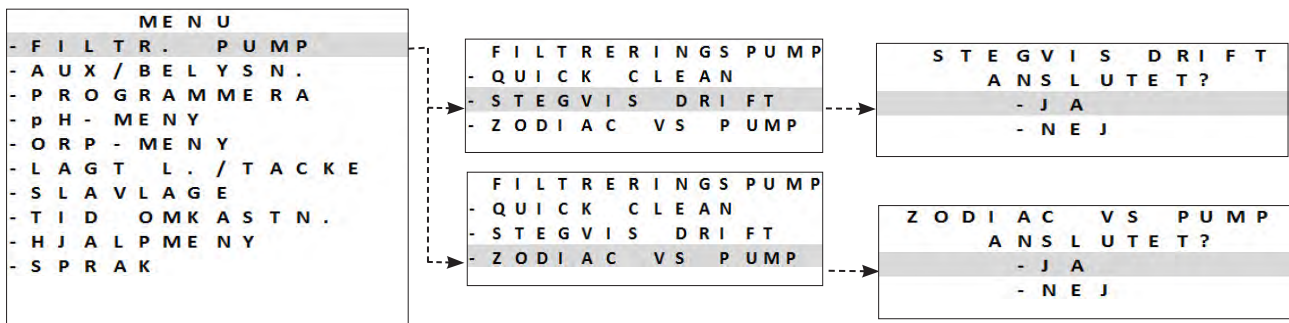 MENU
- FILTR. PUMP
- AUX/BELYSN.
- PROGRAMMERA
- pH- MENY
- ORP-MENY
- LAGT L./TACKE
- SLAVLAGE
- TID OMKASTN.
- HJALPMENY
- SPRAK
FILTRERINGSPUMP
- QUICK CLEAN
- STEGVIS DRIFT
- ZODIAC VS PUMP
FILTRERINGSPUMP
- QUICK CLEAN
- STEGVIS DRIFT
- ZODIAC VS PUMP
STEGVIS DRIFT
ANSLUTET?
- JA
- NEJ
ZODIAC VS PUMP
ANSLUTET?
- JA
- NEJ